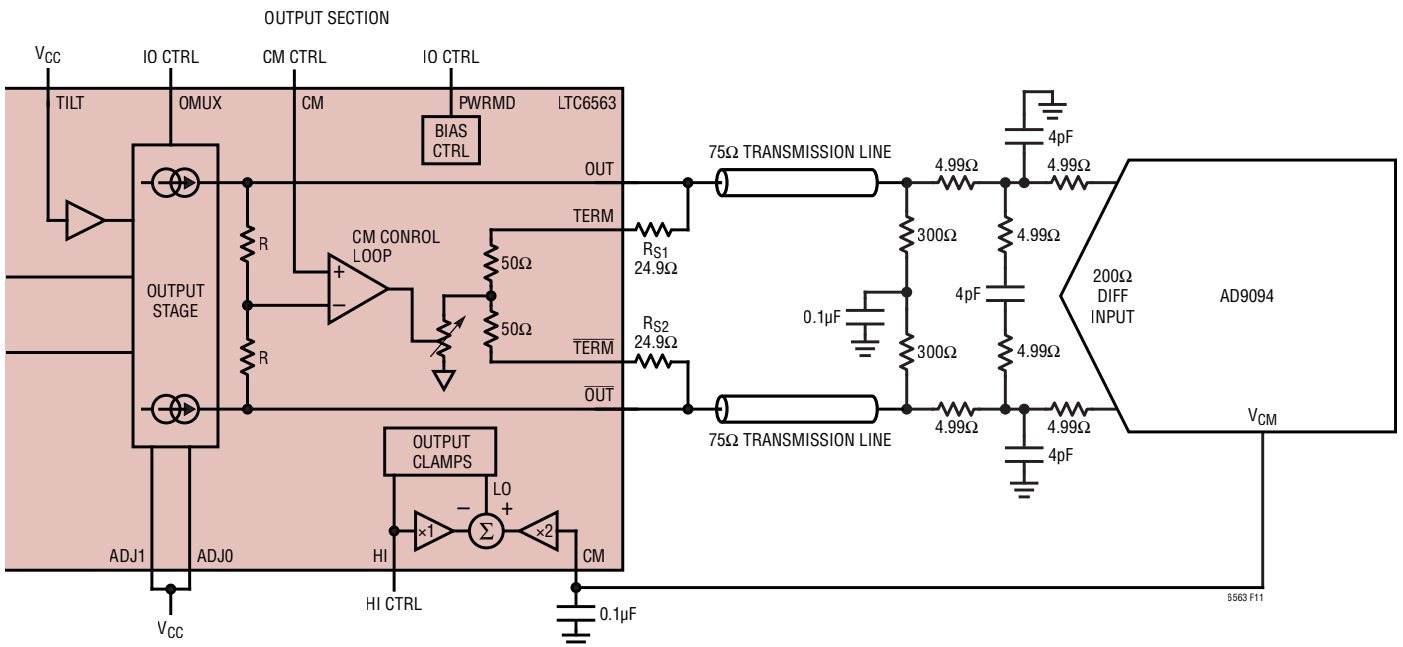 OUTPUT SECTION
VCC
IO CTRL
CM CTRL
IO CTRL
TILT
OMUX
CM
PWRMD
LTC6563
BIAS
CTRL
OUT
TERM
RS1
24.9Ω
R
CM CONROL
LOOP
+
−
50Ω
50Ω
OUTPUT
STAGE
R
RS2
24.9Ω
TERM
OUT
75Ω TRANSMISSION LINE
75Ω TRANSMISSION LINE
4pF
4.99Ω
4.99Ω
300Ω
4.99Ω
4pF
0.1µF
300Ω
4.99Ω
4.99Ω
4.99Ω
4pF
200Ω
DIFF
INPUT
AD9094
VCM
OUTPUT
CLAMPS
LO
−
+
×1
Σ
×2
ADJ1
ADJ0
HI
CM
VCC
HI CTRL
0.1µF
6563 F11